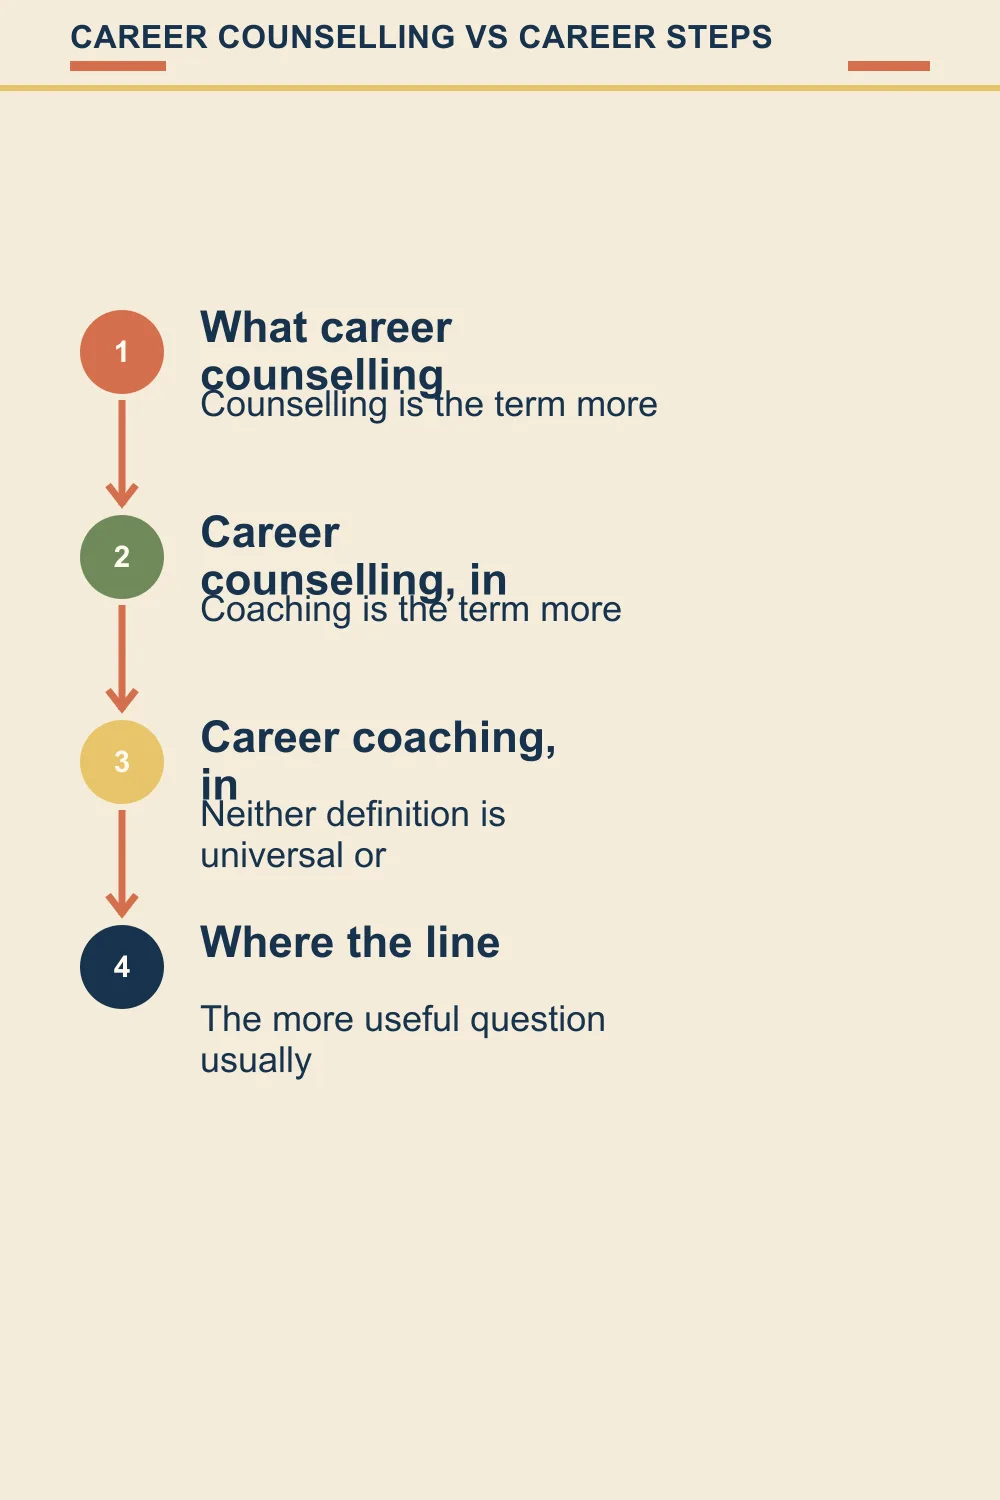 CAREER COUNSELLING VS CAREER STEPS
1
What career
counselling
Counselling is the term more
2
Career
counselling, in
Coaching is the term more
3
Career coaching,
in
Neither definition is
universal or
4
Where the line
The more useful question
usually